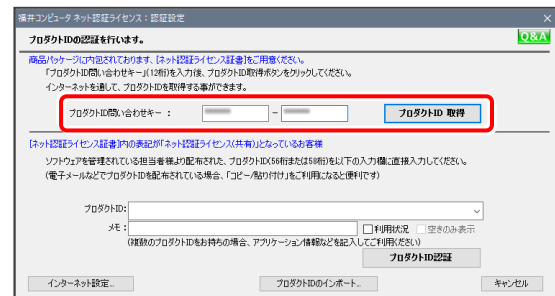 福井コンピュータ ネット認証ライセンス：認証設定
プロダクトIDの認証を行います。
Q&A
商品パッケージに内包されております、[ネット認証ライセンス証書]をご用意ください。
「プロダクトID問い合わせキー」(12桁)を入力後、プロダクトID取得ボタンをクリックしてください。
インターネットを通して、プロダクトIDを取得する事ができます。
プロダクトID問い合わせキー ：
-
プロダクトID 取得
[ネット認証ライセンス証書]内の表記が「ネット認証ライセンス(共有)」となっているお客様
ソフトウェアを管理されている担当者様より配布された、プロダクトID(56桁または58桁)を以下の入力欄に直接入力してください。
(電子メールなどでプロダクトIDを配布されている場合、「コピー/貼り付け」をご利用になると便利です)
プロダクトID:
メモ :
利用状況
空きのみ表示
(複数のプロダクトIDをお持ちの場合、アプリケーション情報などを記入してご利用ください)
プロダクトID認証
インターネット設定...
プロダクトIDのインポート...
キャンセル